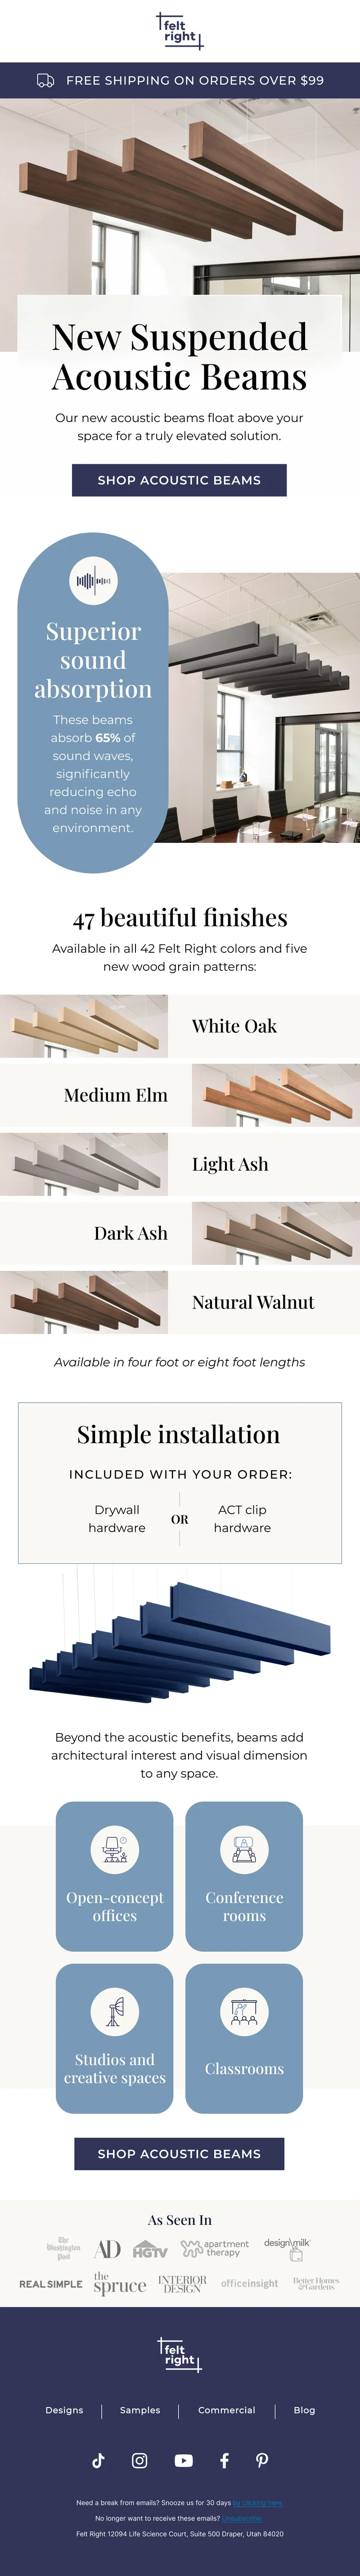 felt
right
FREE SHIPPING ON ORDERS OVER $99
New Suspended
Acoustic Beams
Our new acoustic beams float above your
space for a truly elevated solution.
SHOP ACOUSTIC BEAMS
Superior
sound
absorption
These beams
absorb 65% of
sound waves,
significantly
reducing echo
and noise in any
environment.
47 beautiful finishes
Available in all 42 Felt Right colors and five
new wood grain patterns:
White Oak
Medium Elm
Light Ash
Dark Ash
Natural Walnut
Available in four foot or eight foot lengths
Simple installation
INCLUDED WITH YOUR ORDER:
Drywall
hardware
OR
ACT clip
hardware
Beyond the acoustic benefits, beams add
architectural interest and visual dimension
to any space.
Open-concept
offices
Conference
rooms
Studios and
creative spaces
Classrooms
SHOP ACOUSTIC BEAMS
As Seen In
The
Washington
Post
AD
HGTV
apartment
therapy
design milk
REAL SIMPLE
the
spruce
INTERIOR
DESIGN
officeinsight
Better Homes
& Gardens
felt
right
Designs
Samples
Commercial
Blog
Need a break from emails? Snooze us for 30 days by clicking here.
No longer want to receive these emails? Unsubscribe.
Felt Right 12094 Life Science Court, Suite 500 Draper, Utah 84020